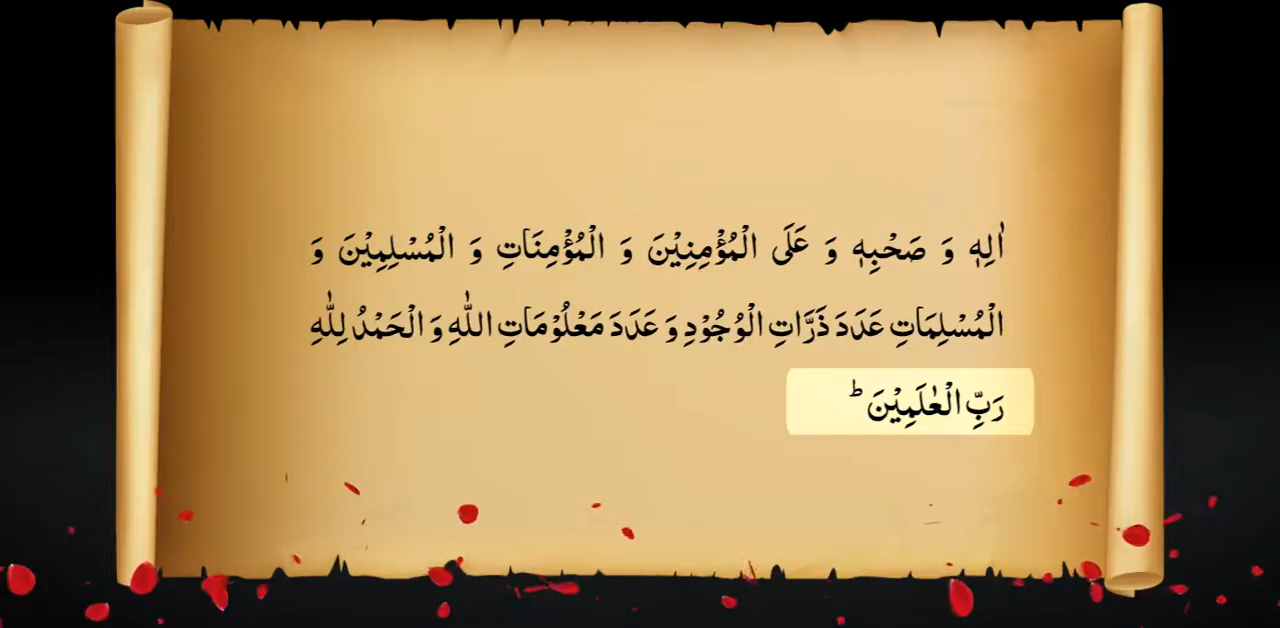 اٰلِهٖ وَ صَحْبِهٖ وَ عَلَى الْمُؤْمِنِيْنَ وَ الْمُؤْمِنَاتِ وَ الْمُسْلِمِيْنَ وَ
الْمُسْلِمَاتِ عَدَدَ ذَرَّاتِ الْوُجُوْدِ وَ عَدَدَ مَعْلُوْمَاتِ اللّٰهِ وَ الْحَمْدُ لِلّٰهِ
رَبِّ الْعٰلَمِيْنَ ؕ